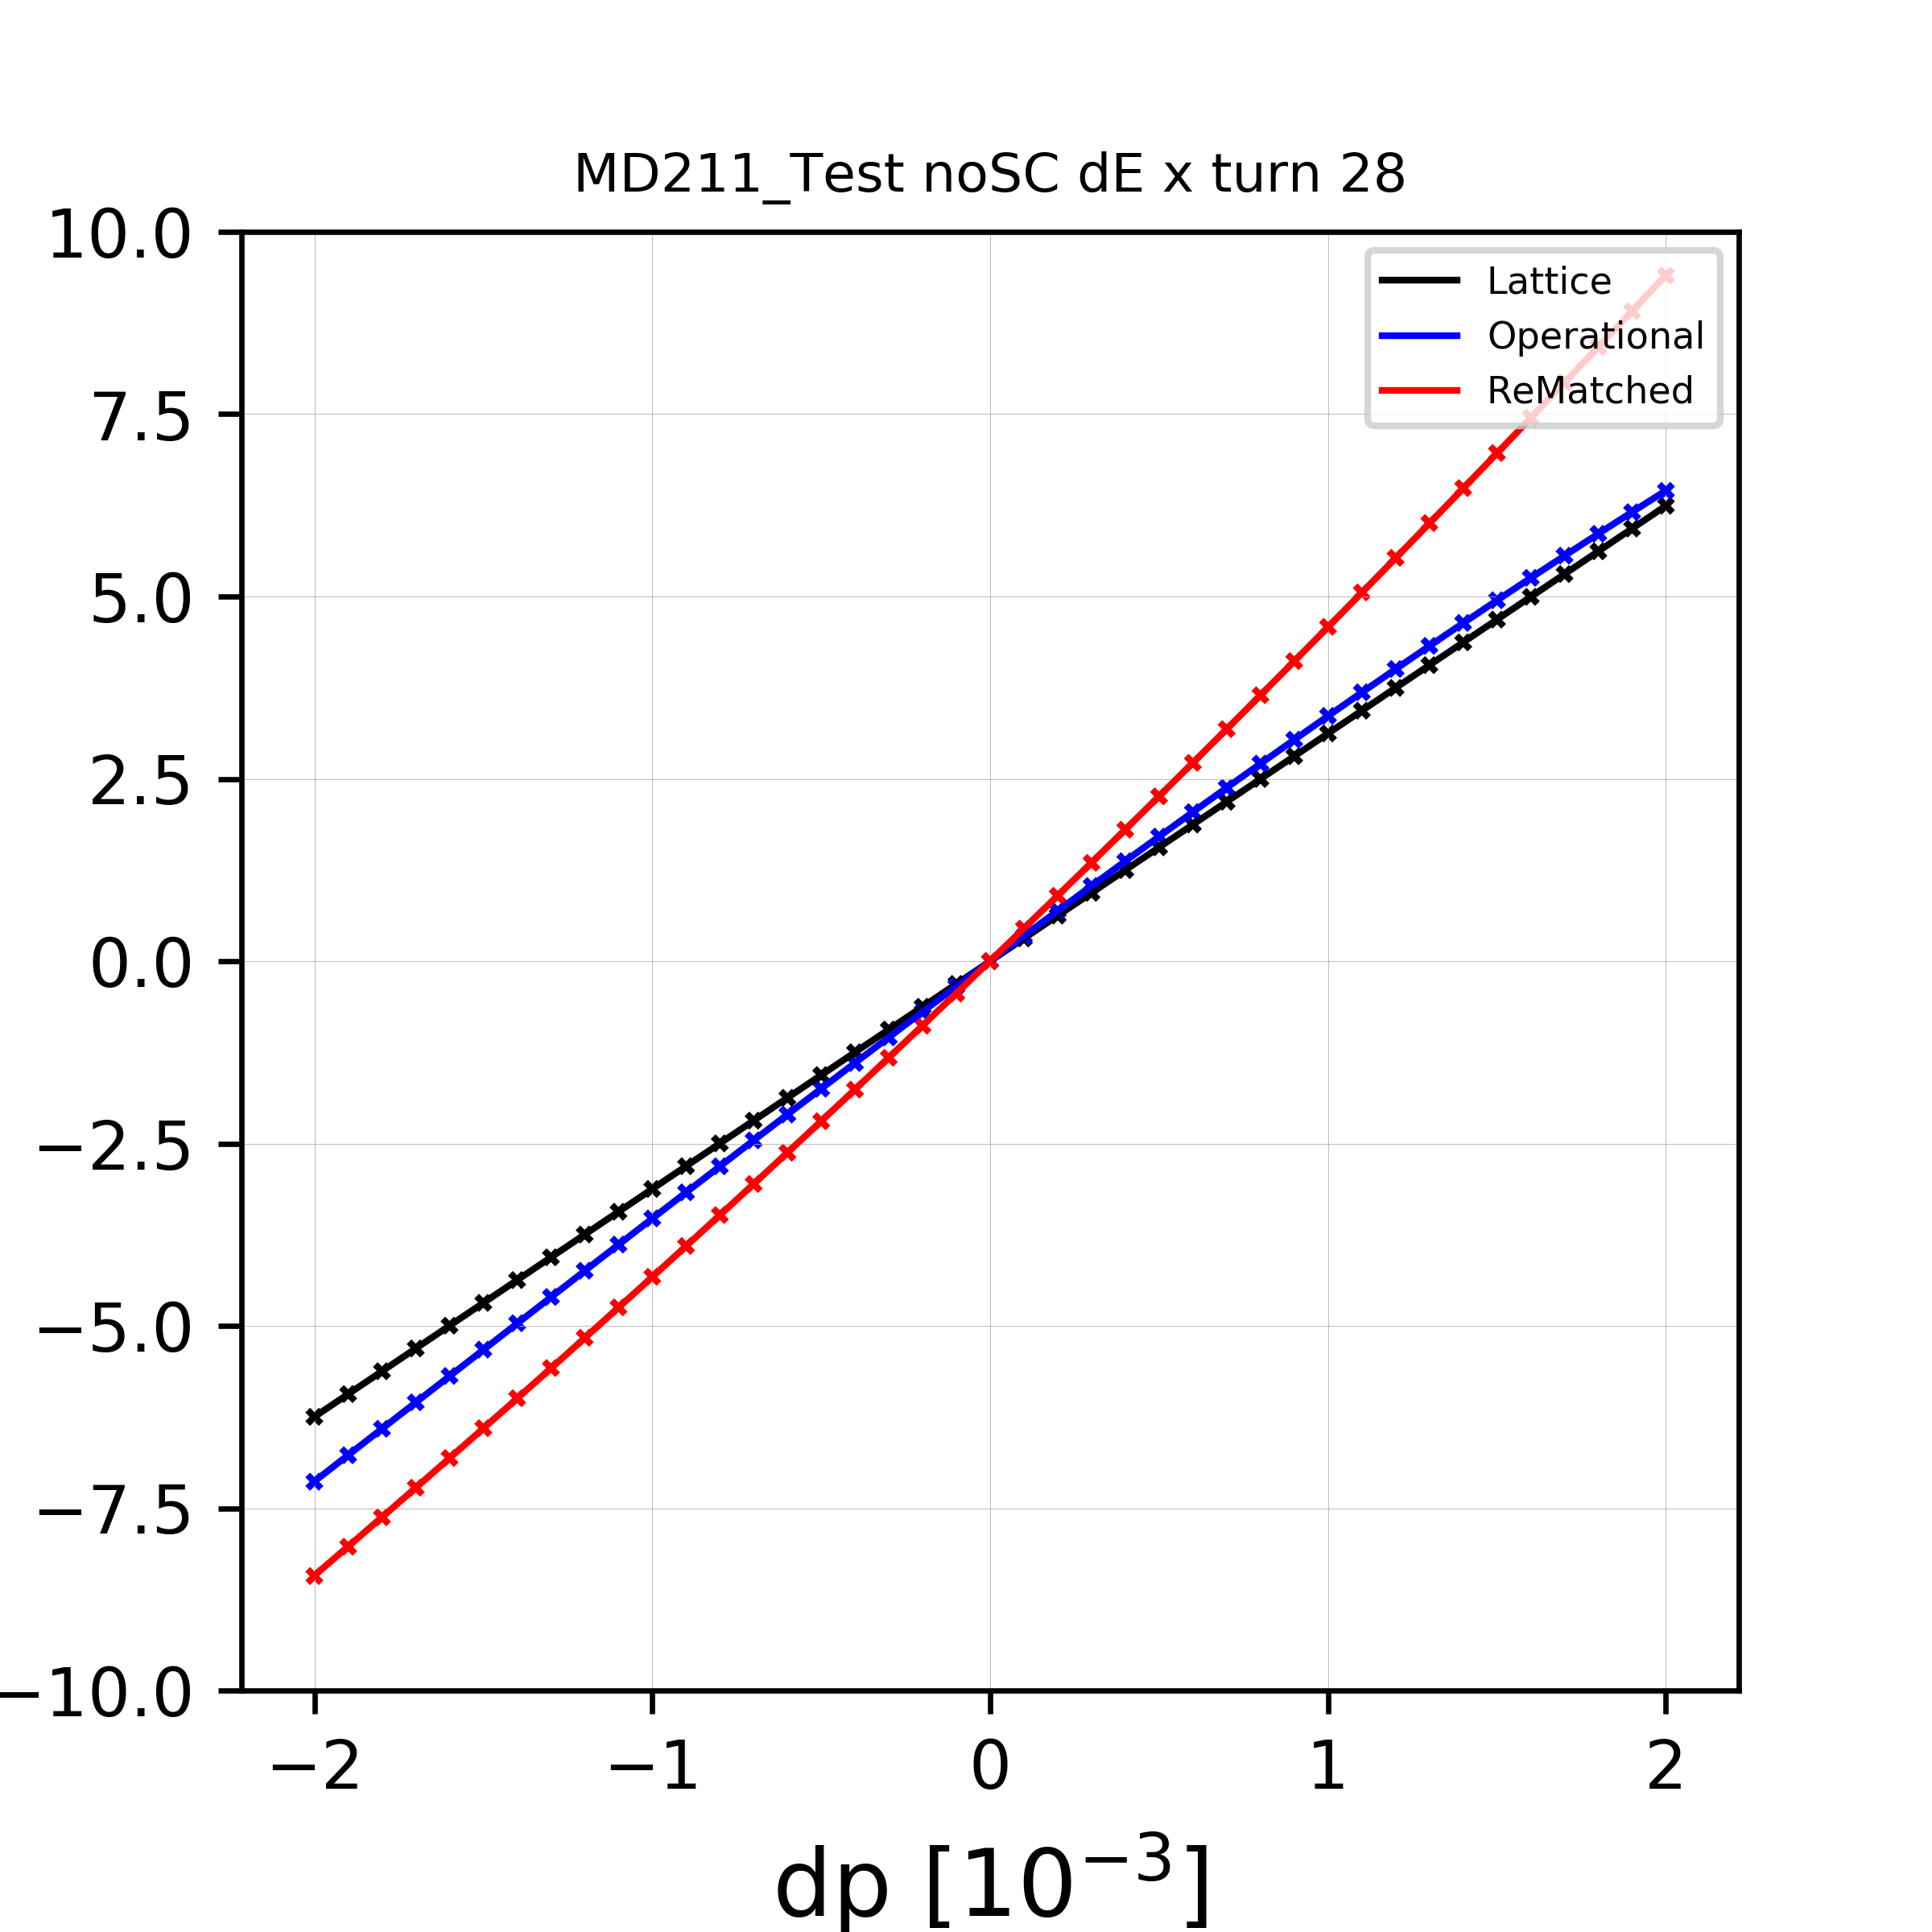 MD211_Test noSC dE x turn 28
10.0
7.5
5.0
2.5
0.0
−2.5
−5.0
−7.5
−10.0
Lattice
Operational
ReMatched
−2 −1 0 1 2
dp [10⁻³]